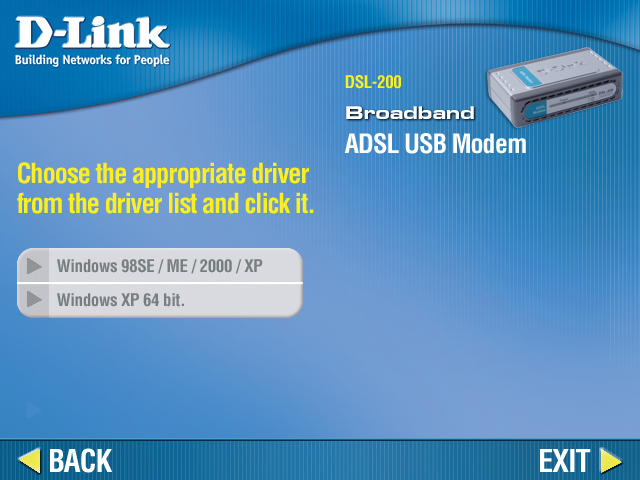 D-Link
Building Networks for People
DSL-200
Broadband
ADSL USB Modem
Choose the appropriate driver
from the driver list and click it.
Windows 98SE / ME / 2000 / XP
Windows XP 64 bit.
BACK
EXIT